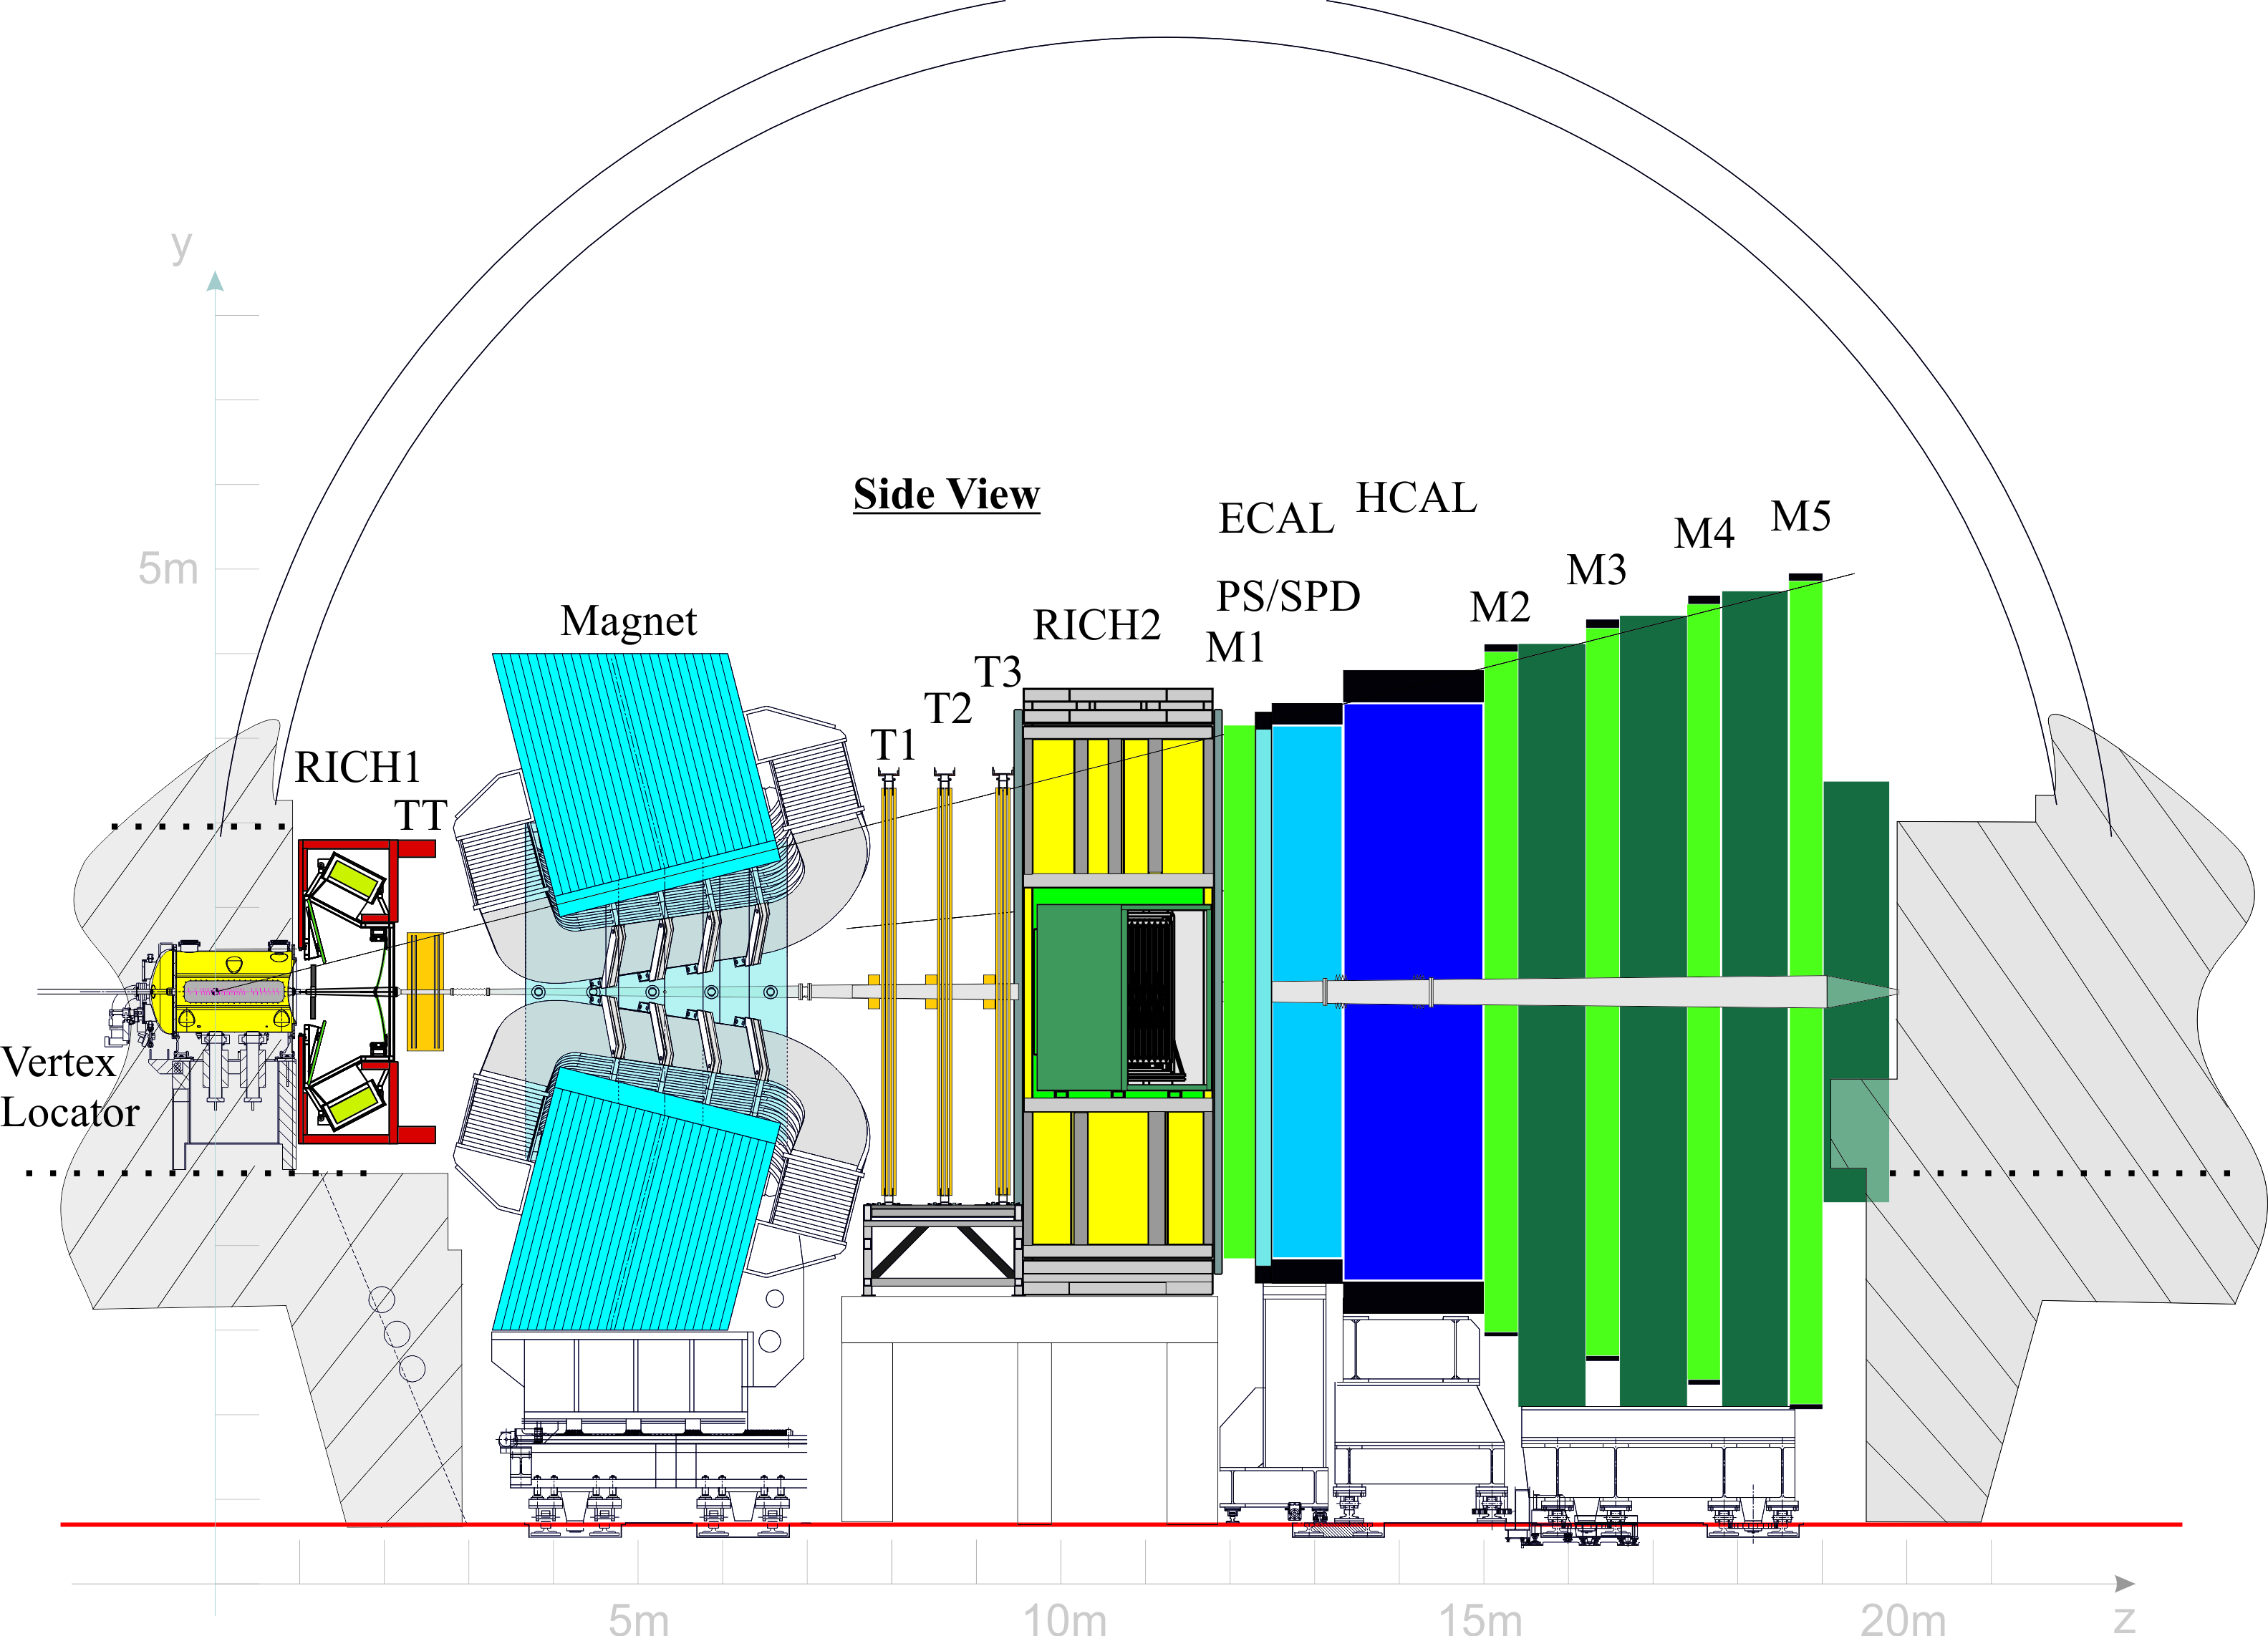 y
5m
Side View
ECAL
HCAL
M5
M4
M3
M2
PS/SPD
M1
RICH2
Magnet
T3
T2
T1
RICH1
TT
Vertex
Locator
5m
10m
15m
20m
z